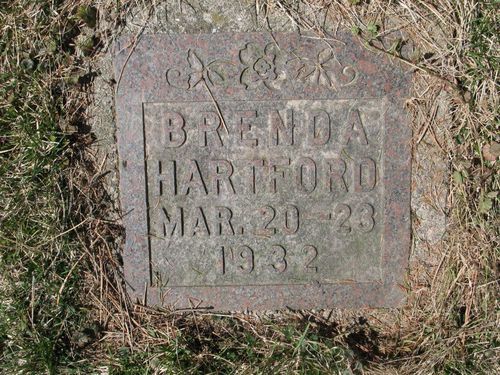 BRENDA
HARTFORD
MAR. 20-23
1932